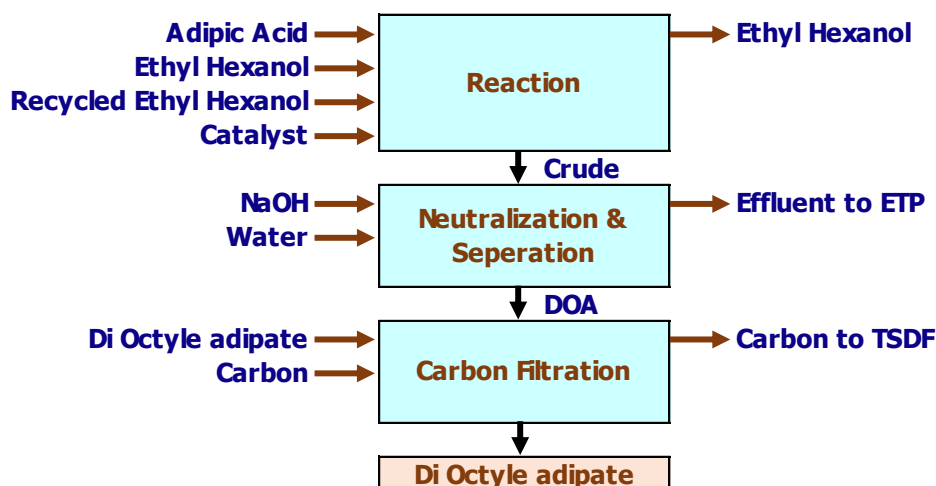 Adipic Acid
Ethyl Hexanol
Ethyl Hexanol
Reaction
Recycled Ethyl Hexanol
Catalyst
Crude
NaOH
Effluent to ETP
Neutralization &
Water
Seperation
DOA
Di Octyle adipate
Carbon to TSDF
Carbon Filtration
Carbon
Di Octyle adipate